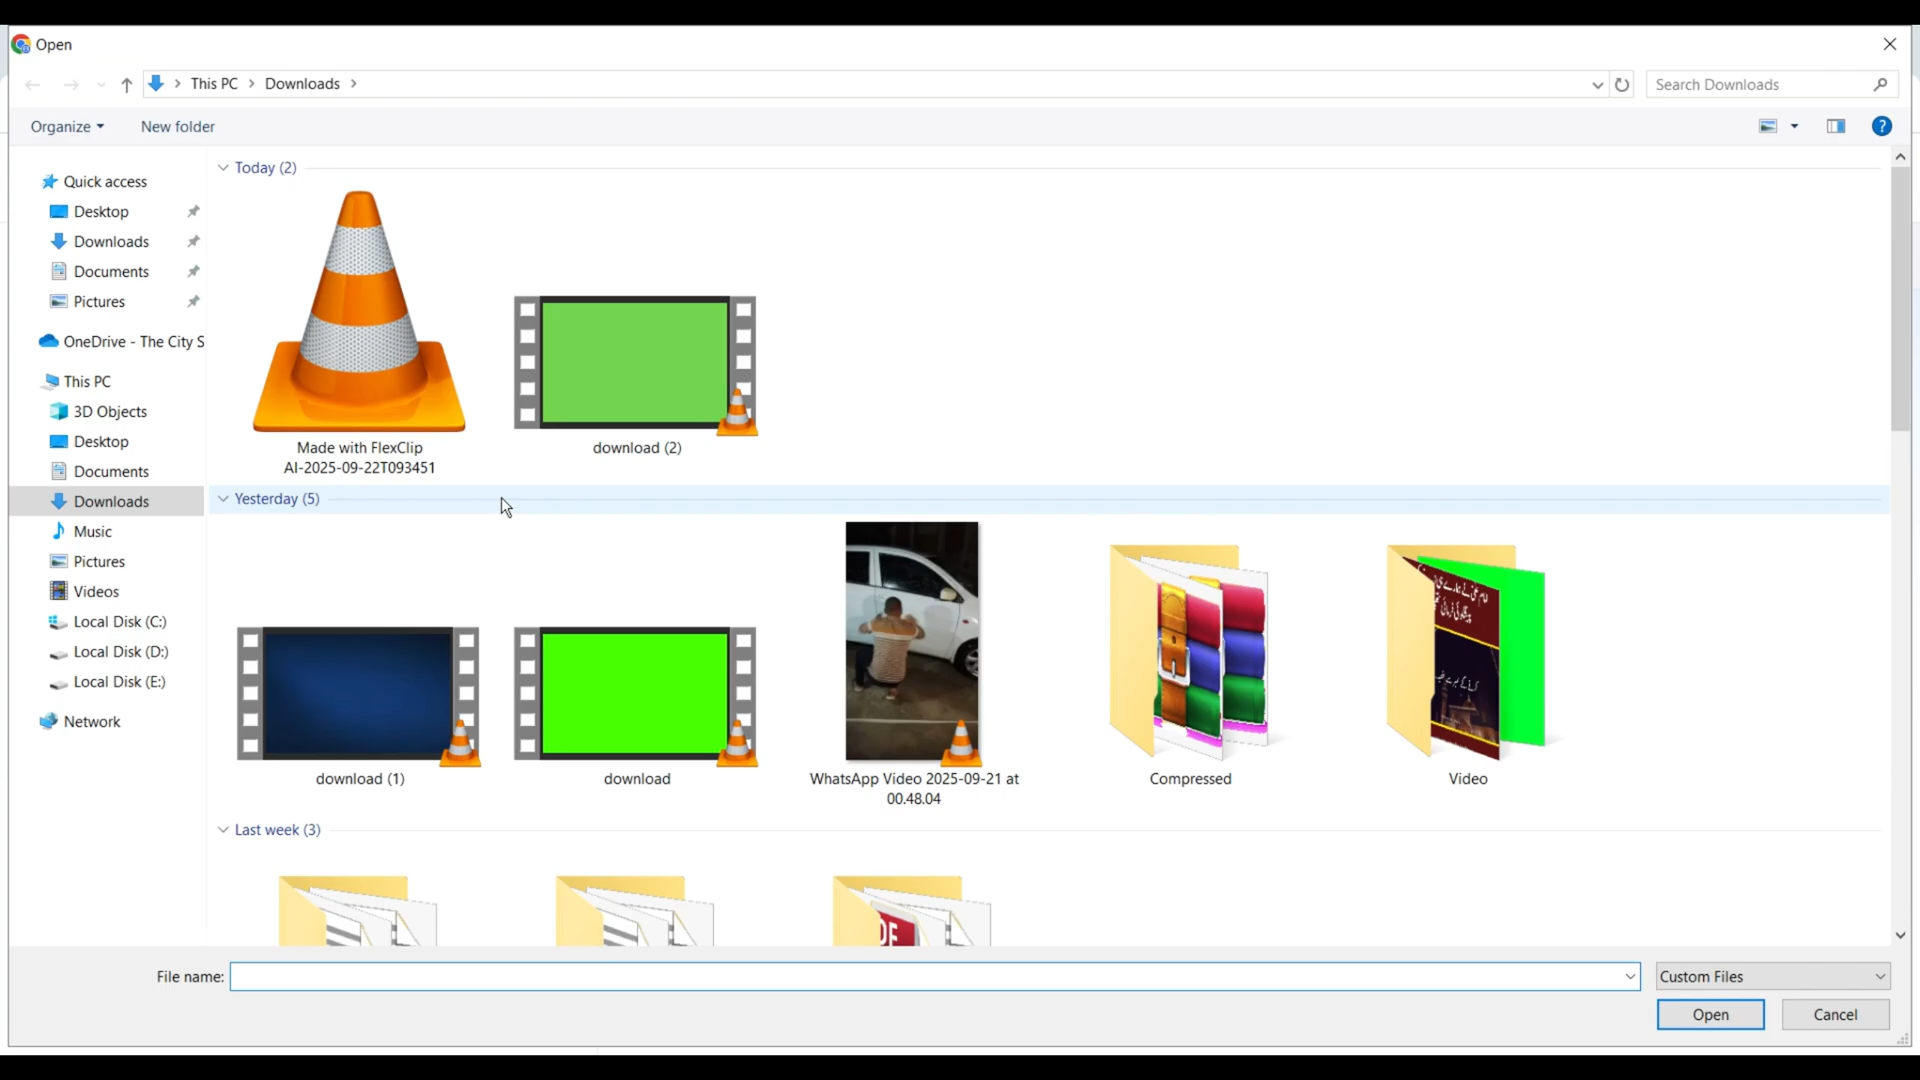 Open
This PC
Downloads
Search Downloads
Organize
New folder
?
Quick access
Desktop
Downloads
Documents
Pictures
OneDrive - The City S
This PC
3D Objects
Desktop
Documents
Downloads
Music
Pictures
Videos
Local Disk (C:)
Local Disk (D:)
Local Disk (E:)
Network
Today (2)
Made with FlexClip
AI-2025-09-22T093451
download (2)
Yesterday (5)
download (1)
download
WhatsApp Video 2025-09-21 at
00.48.04
Compressed
Video
Last week (3)
File name:
Custom Files
Open
Cancel